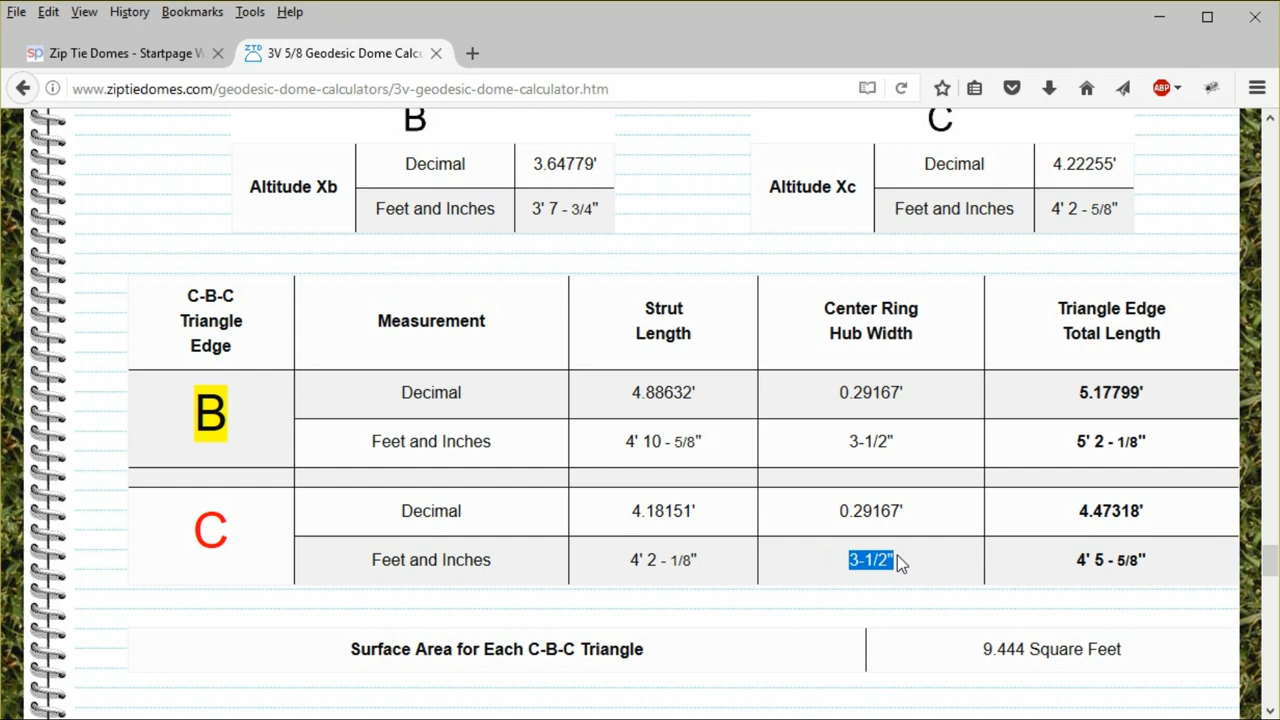 File Edit View History Bookmarks Tools Help
sp Zip Tie Domes - Startpage W
ZTD 3V 5/8 Geodesic Dome Calcu
www.ziptiedomes.com/geodesic-dome-calculators/3v-geodesic-dome-calculator.htm
ABP
B C
Altitude Xb Decimal 3.64779'
Feet and Inches 3' 7 - 3/4"
Altitude Xc Decimal 4.22255'
Feet and Inches 4' 2 - 5/8"
C-B-C
Triangle
Edge
Measurement
Strut
Length
Center Ring
Hub Width
Triangle Edge
Total Length
B
Decimal 4.88632' 0.29167' 5.17799'
Feet and Inches 4' 10 - 5/8" 3-1/2" 5' 2 - 1/8"
C
Decimal 4.18151' 0.29167' 4.47318'
Feet and Inches 4' 2 - 1/8" 3-1/2" 4' 5 - 5/8"
Surface Area for Each C-B-C Triangle 9.444 Square Feet